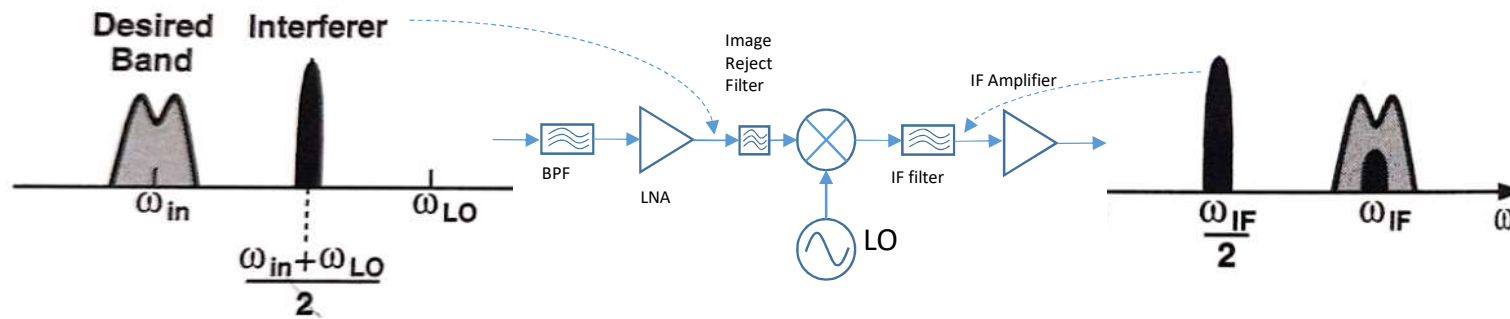 Desired
Band
Interferer
ω_in
ω_LO
ω_in+ω_LO
2
BPF
LNA
Image
Reject
Filter
LO
IF filter
IF Amplifier
ω_IF
2
ω_IF
ω